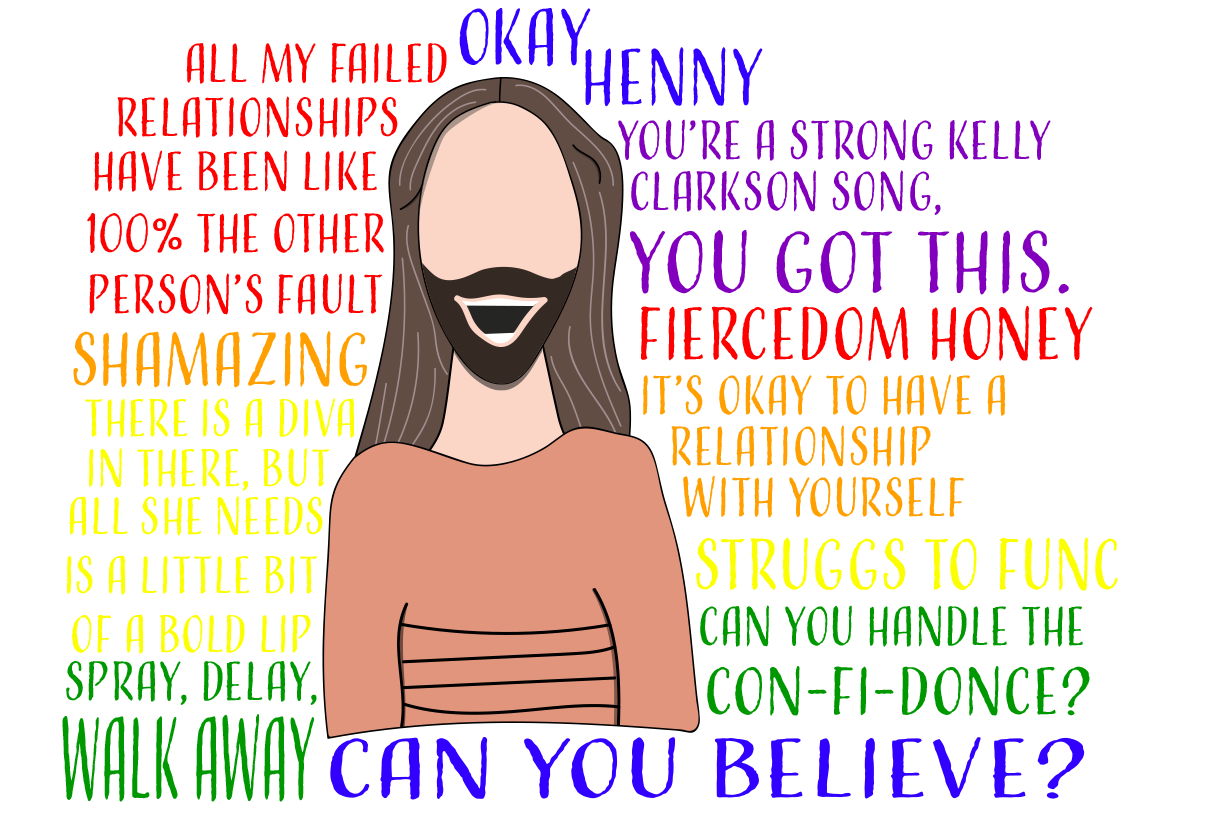 OKAY
HENNY
ALL MY FAILED
RELATIONSHIPS
HAVE BEEN LIKE
100% THE OTHER
PERSON'S FAULT
SHAMAZING
THERE IS A DIVA
IN THERE, BUT
ALL SHE NEEDS
IS A LITTLE BIT
OF A BOLD LIP
SPRAY, DELAY,
WALK AWAY
YOU'RE A STRONG KELLY
CLARKSON SONG,
YOU GOT THIS.
FIERCEDOM HONEY
IT'S OKAY TO HAVE A
RELATIONSHIP
WITH YOURSELF
STRUGGS TO FUNC
CAN YOU HANDLE THE
CON-FI-DONCE?
CAN YOU BELIEVE?